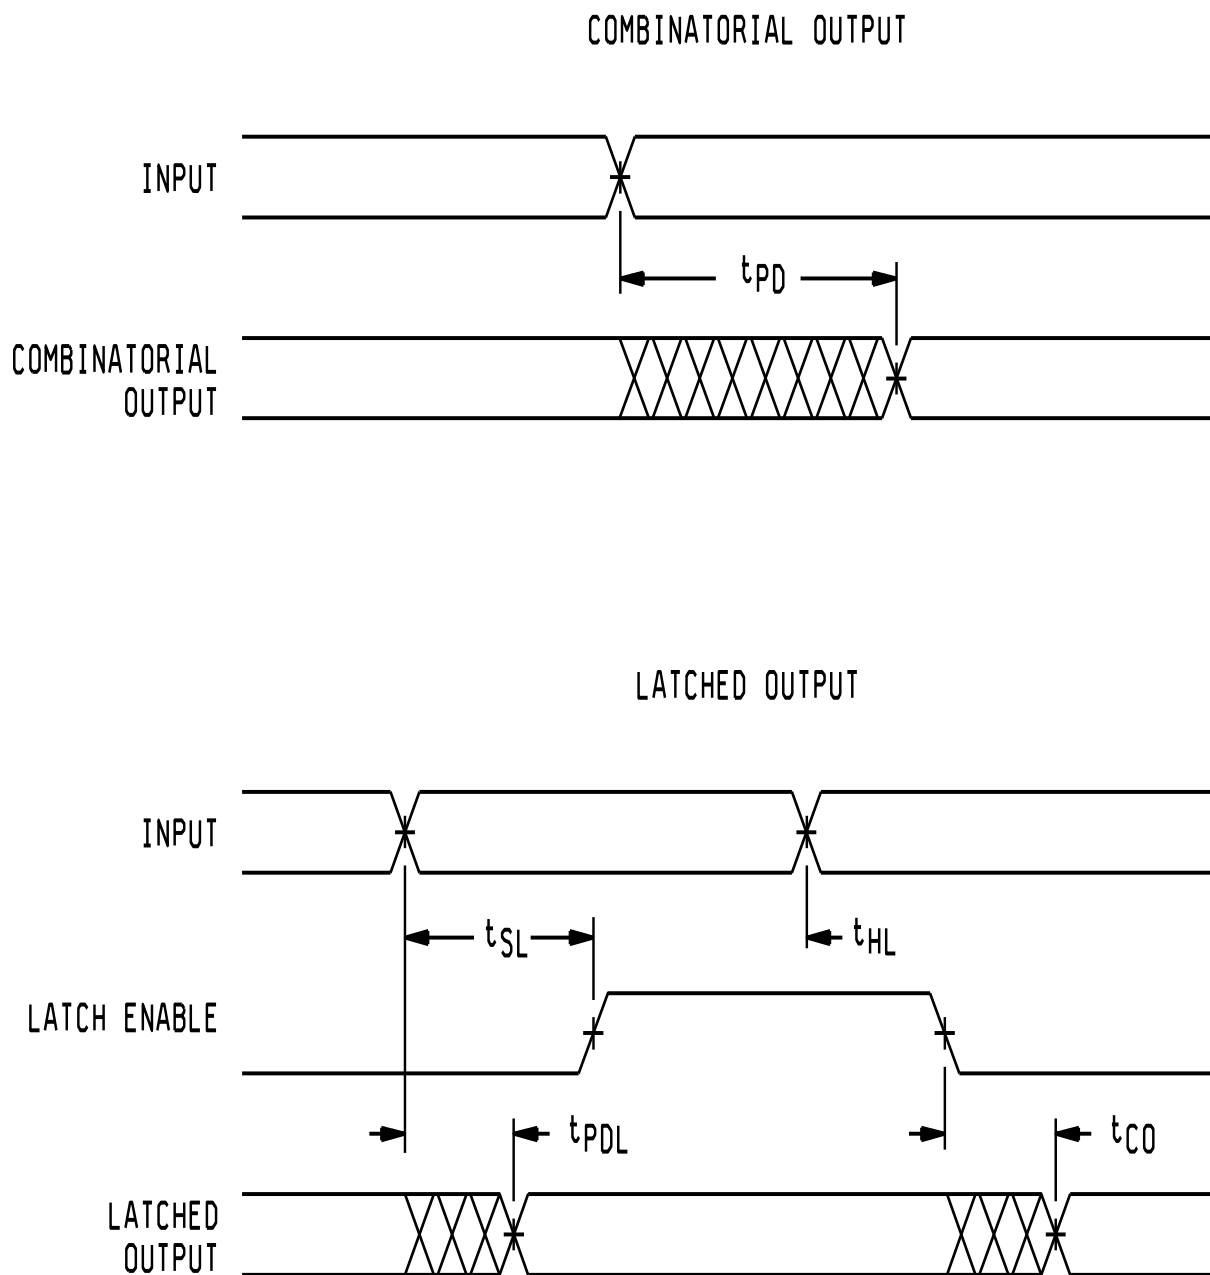 COMBINATORIAL OUTPUT
INPUT
tPD
COMBINATORIAL
OUTPUT
LATCHED OUTPUT
INPUT
tSL
tHL
LATCH ENABLE
tPDL
tCO
LATCHED
OUTPUT